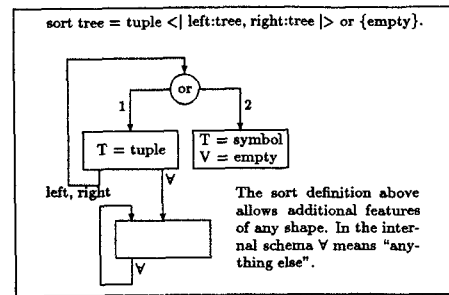 sort tree = tuple <| left:tree, right:tree |> or {empty}.
or
1
2
T = tuple
T = symbol
V = empty
left, right
∀
The sort definition above
allows additional features
of any shape. In the inter-
nal schema ∀ means "any-
thing else".
∀